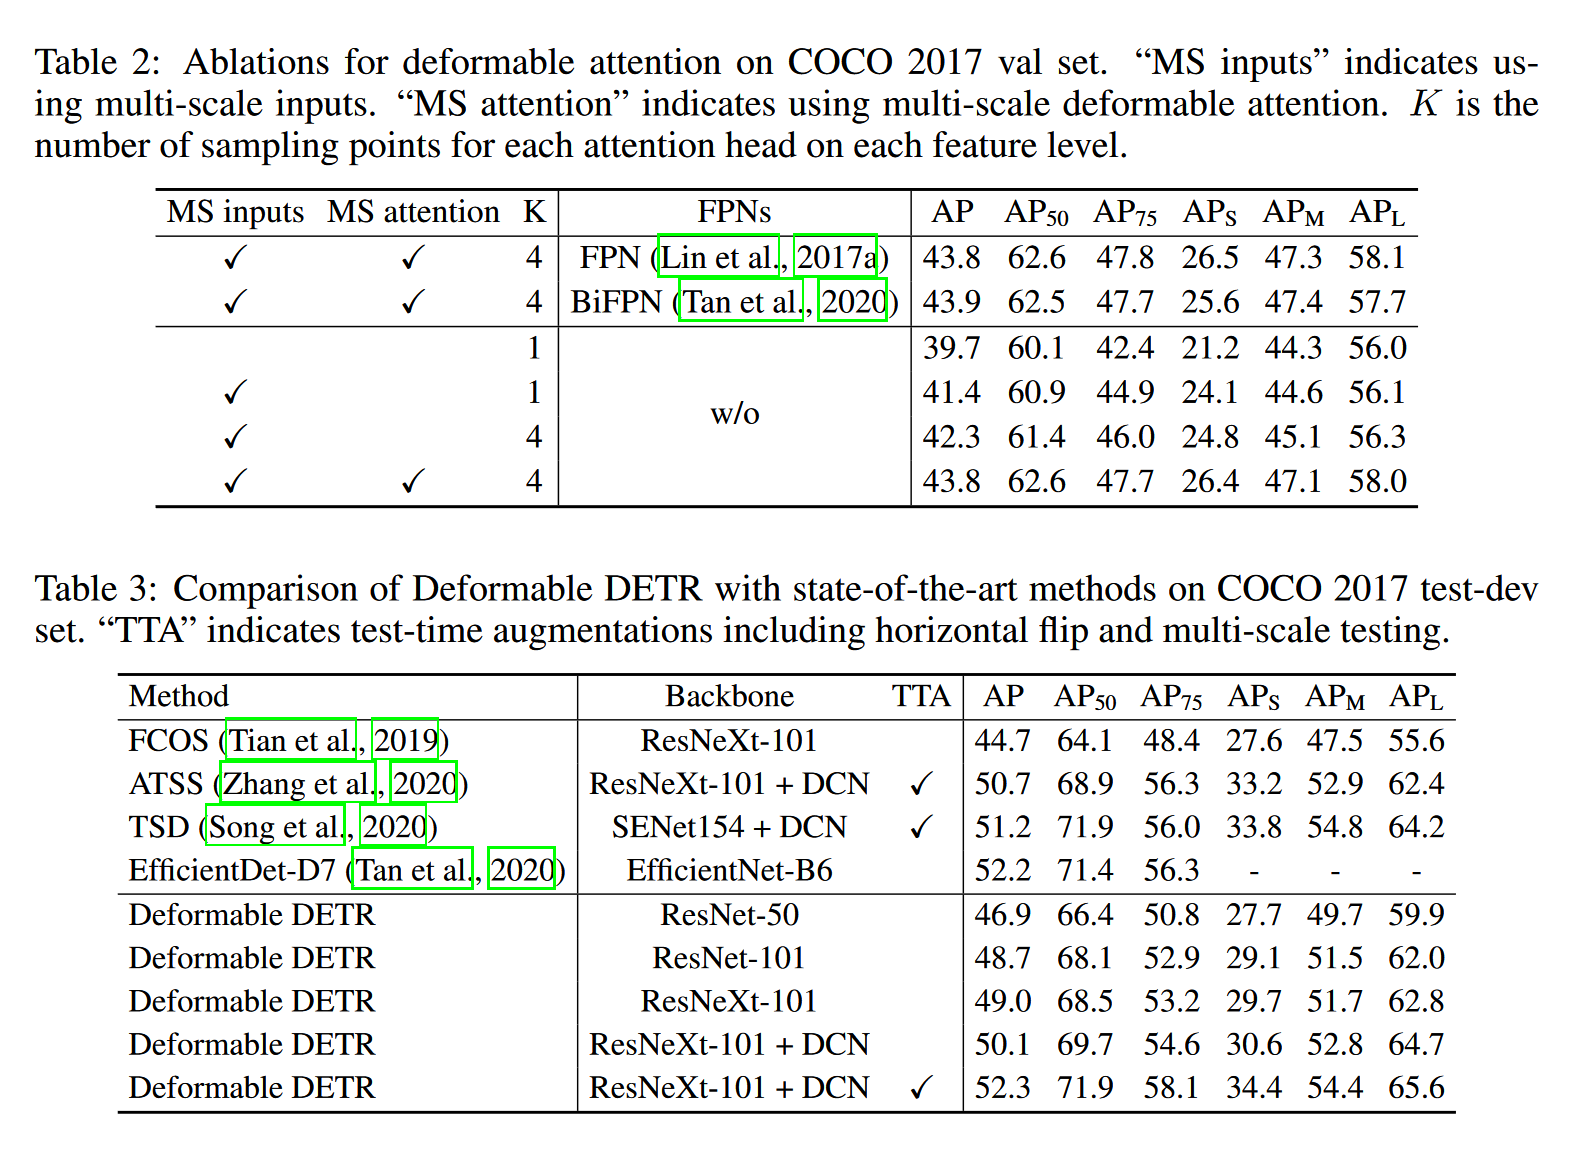 Table 2: Ablations for deformable attention on COCO 2017 val set. “MS inputs” indicates us-
ing multi-scale inputs. “MS attention” indicates using multi-scale deformable attention. K is the
number of sampling points for each attention head on each feature level.
MS inputs MS attention K FPNs AP AP50 AP75 APS APM APL
✓ ✓ 4 FPN (Lin et al., 2017a) 43.8 62.6 47.8 26.5 47.3 58.1
✓ ✓ 4 BiFPN (Tan et al., 2020) 43.9 62.5 47.7 25.6 47.4 57.7
1 39.7 60.1 42.4 21.2 44.3 56.0
✓ 1 41.4 60.9 44.9 24.1 44.6 56.1
w/o
✓ 4 42.3 61.4 46.0 24.8 45.1 56.3
✓ ✓ 4 43.8 62.6 47.7 26.4 47.1 58.0
Table 3: Comparison of Deformable DETR with state-of-the-art methods on COCO 2017 test-dev
set. “TTA” indicates test-time augmentations including horizontal flip and multi-scale testing.
Method Backbone TTA AP AP50 AP75 APS APM APL
FCOS (Tian et al., 2019) ResNeXt-101 44.7 64.1 48.4 27.6 47.5 55.6
ATSS (Zhang et al., 2020) ResNeXt-101 + DCN ✓ 50.7 68.9 56.3 33.2 52.9 62.4
TSD (Song et al., 2020) SENet154 + DCN ✓ 51.2 71.9 56.0 33.8 54.8 64.2
EfficientDet-D7 (Tan et al., 2020) EfficientNet-B6 52.2 71.4 56.3 - - -
Deformable DETR ResNet-50 46.9 66.4 50.8 27.7 49.7 59.9
Deformable DETR ResNet-101 48.7 68.1 52.9 29.1 51.5 62.0
Deformable DETR ResNeXt-101 49.0 68.5 53.2 29.7 51.7 62.8
Deformable DETR ResNeXt-101 + DCN 50.1 69.7 54.6 30.6 52.8 64.7
Deformable DETR ResNeXt-101 + DCN ✓ 52.3 71.9 58.1 34.4 54.4 65.6